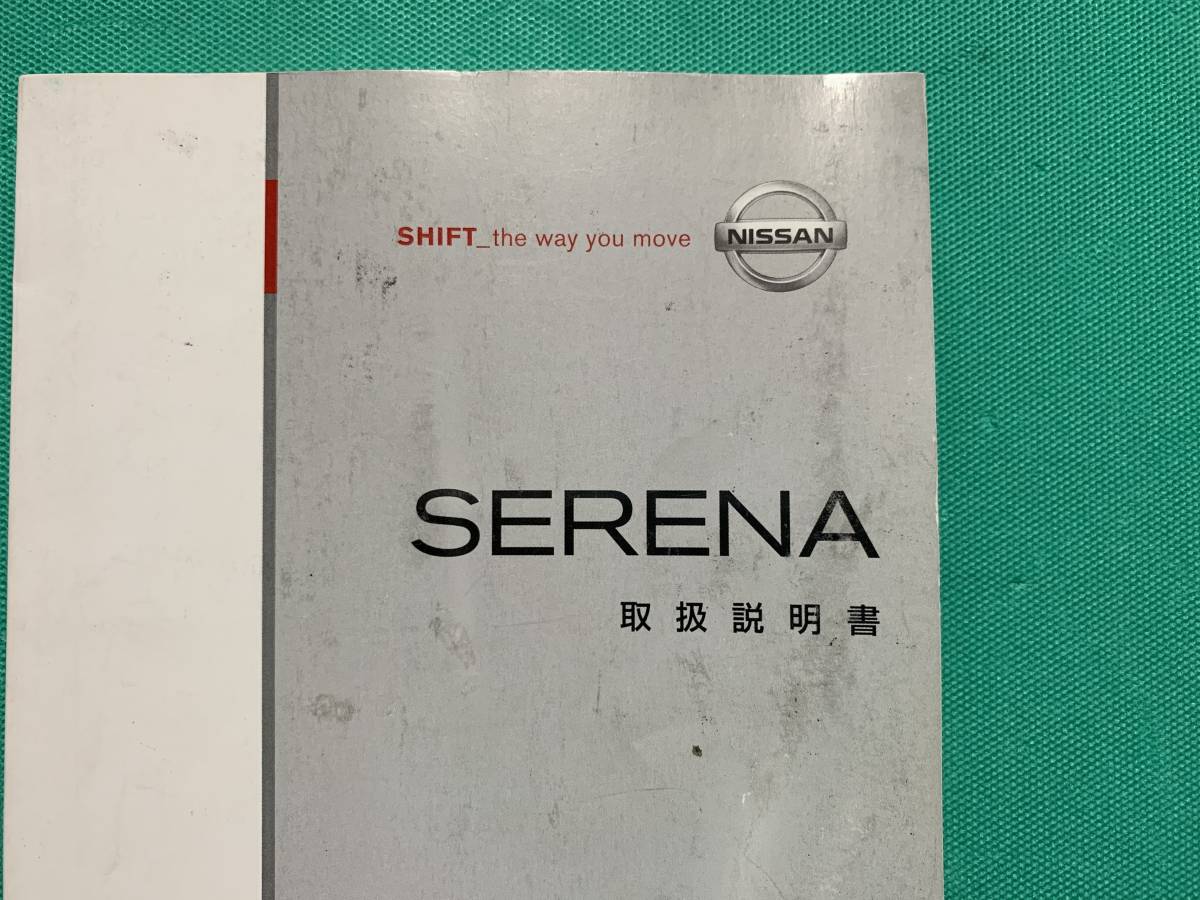 SHIFT_the way you move
NISSAN
SERENA
取扱説明書